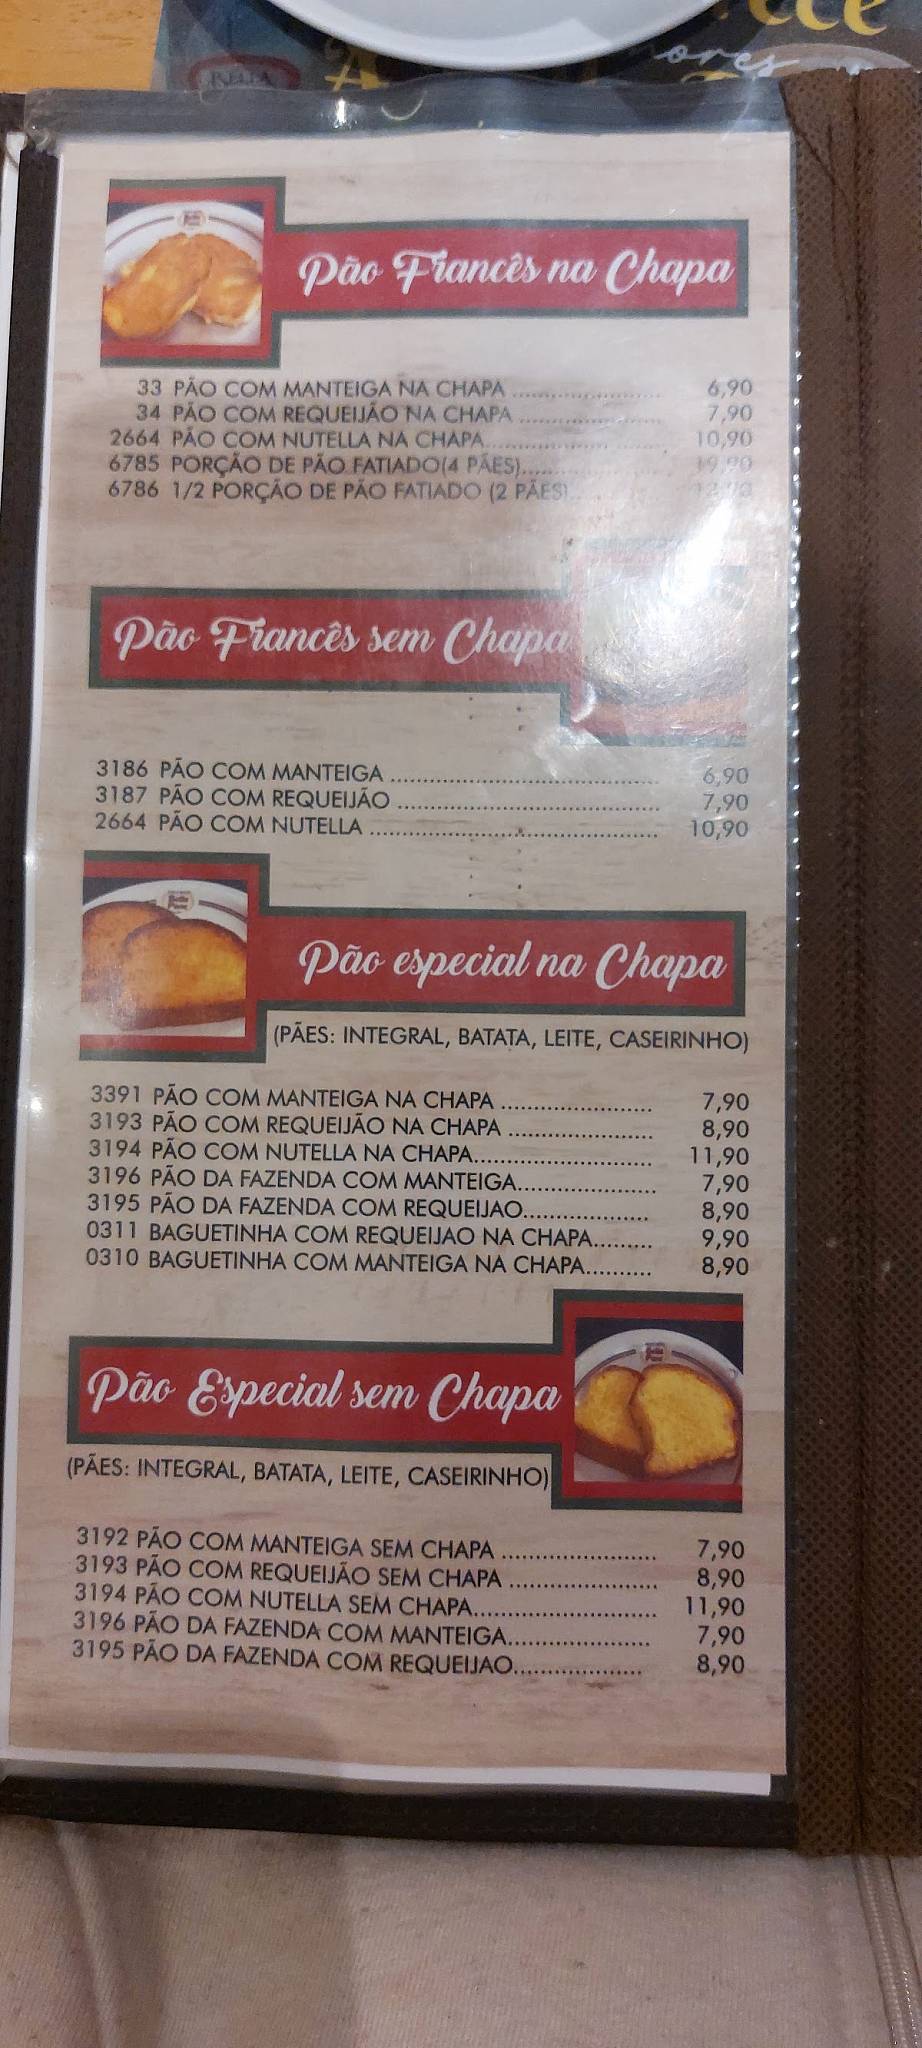 BELLA
ores
Pão Francês na Chapa
33 PÃO COM MANTEIGA NA CHAPA ........................ 6,90
34 PÃO COM REQUEIJÃO NA CHAPA ........................ 7,90
2664 PÃO COM NUTELLA NA CHAPA........................ 10,90
6785 PORÇÃO DE PÃO FATIADO(4 PÃES)........................ 19,90
6786 1/2 PORÇÃO DE PÃO FATIADO (2 PÃES)........
Pão Francês sem Chapa
3186 PÃO COM MANTEIGA ........................ 6,90
3187 PÃO COM REQUEIJÃO ........................ 7,90
2664 PÃO COM NUTELLA ........................ 10,90
Pão especial na Chapa
(PÃES: INTEGRAL, BATATA, LEITE, CASEIRINHO)
3391 PÃO COM MANTEIGA NA CHAPA ........................ 7,90
3193 PÃO COM REQUEIJÃO NA CHAPA ........................ 8,90
3194 PÃO COM NUTELLA NA CHAPA........................ 11,90
3196 PÃO DA FAZENDA COM MANTEIGA........................ 7,90
3195 PÃO DA FAZENDA COM REQUEIJAO...................... 8,90
0311 BAGUETINHA COM REQUEIJAO NA CHAPA......... 9,90
0310 BAGUETINHA COM MANTEIGA NA CHAPA.......... 8,90
Pão Especial sem Chapa
(PÃES: INTEGRAL, BATATA, LEITE, CASEIRINHO)
3192 PÃO COM MANTEIGA SEM CHAPA ........................ 7,90
3193 PÃO COM REQUEIJÃO SEM CHAPA ........................ 8,90
3194 PÃO COM NUTELLA SEM CHAPA........................ 11,90
3196 PÃO DA FAZENDA COM MANTEIGA........................ 7,90
3195 PÃO DA FAZENDA COM REQUEIJAO...................... 8,90